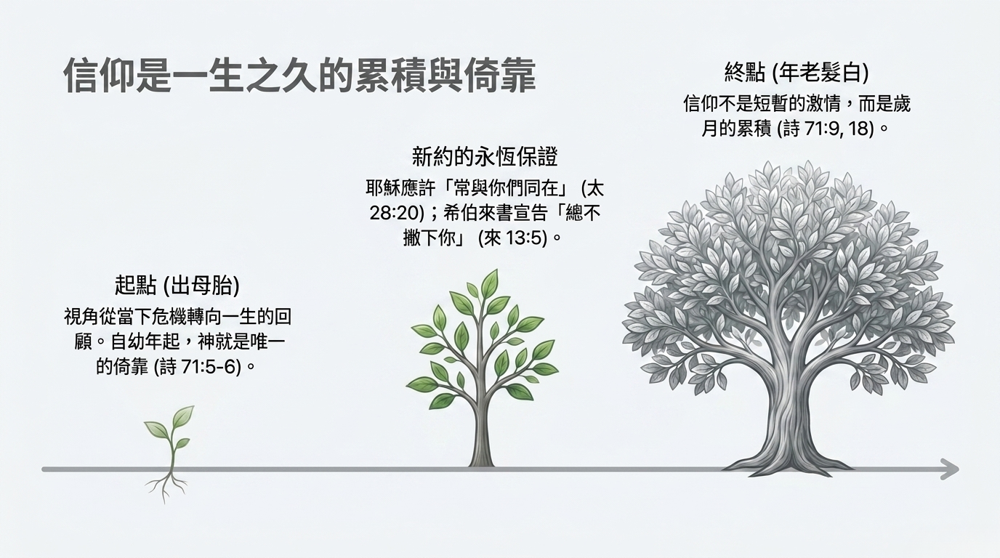 信仰是一生之久的累積與倚靠
起點 (出母胎)
視角從當下危機轉向一生的回
顧。自幼年起，神就是唯一
的倚靠 (詩 71:5-6)。
新約的永恆保證
耶穌應許「常與你們同在」 (太
28:20)；希伯來書宣告「總不
撇下你」 (來 13:5)。
終點 (年老髮白)
信仰不是短暫的激情，而是歲
月的累積 (詩 71:9, 18)。